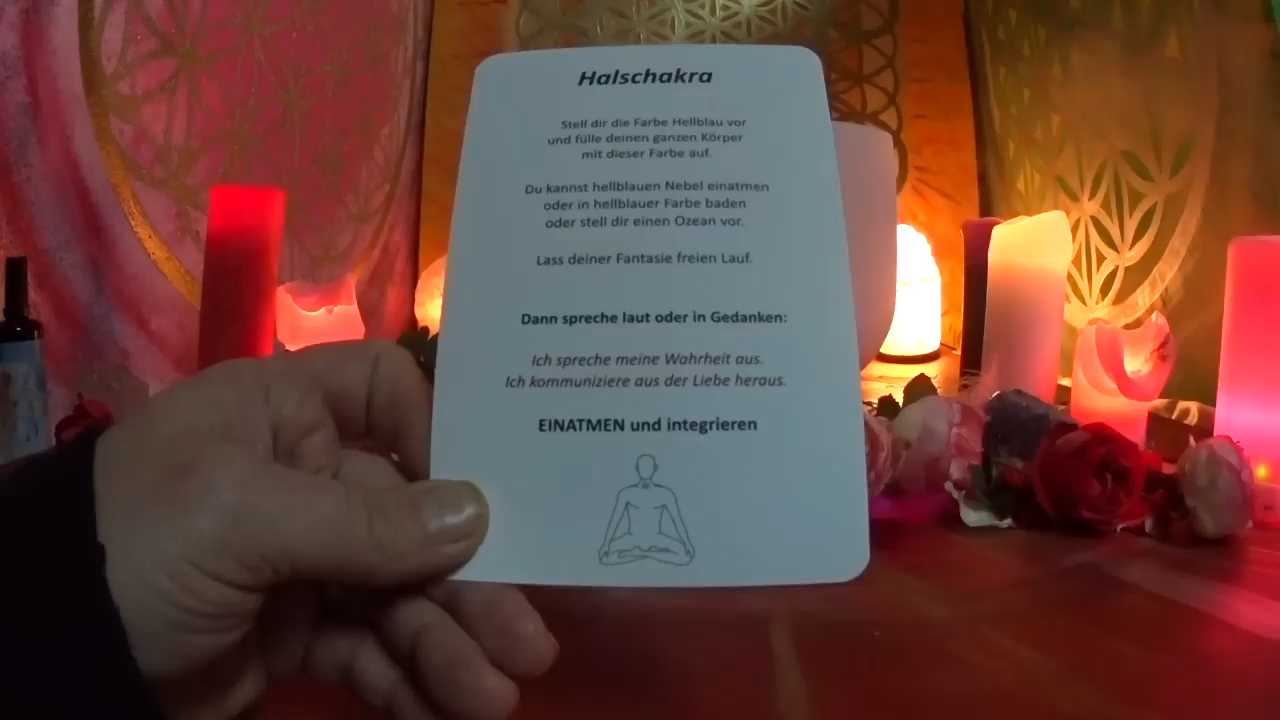 Halschakra
Stell dir die Farbe Hellblau vor
und fülle deinen ganzen Körper
mit dieser Farbe auf.
Du kannst hellblauen Nebel einatmen
oder in hellblauer Farbe baden
oder stell dir einen Ozean vor.
Lass deiner Fantasie freien Lauf.
Dann spreche laut oder in Gedanken:
Ich spreche meine Wahrheit aus.
Ich kommuniziere aus der Liebe heraus.
EINATMEN und integrieren